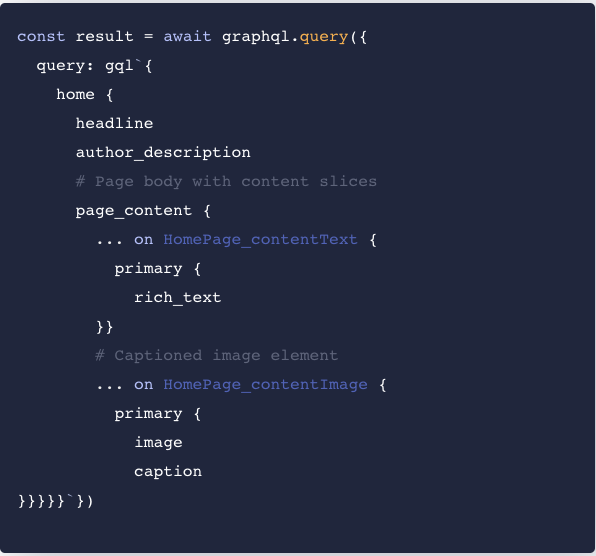 const result = await graphql.query({
  query: gql`{
    home {
      headline
      author_description
      # Page body with content slices
      page_content {
        ... on HomePage_contentText {
          primary {
            rich_text
        }}
        # Captioned image element
        ... on HomePage_contentImage {
          primary {
            image
            caption
}}}}}`})